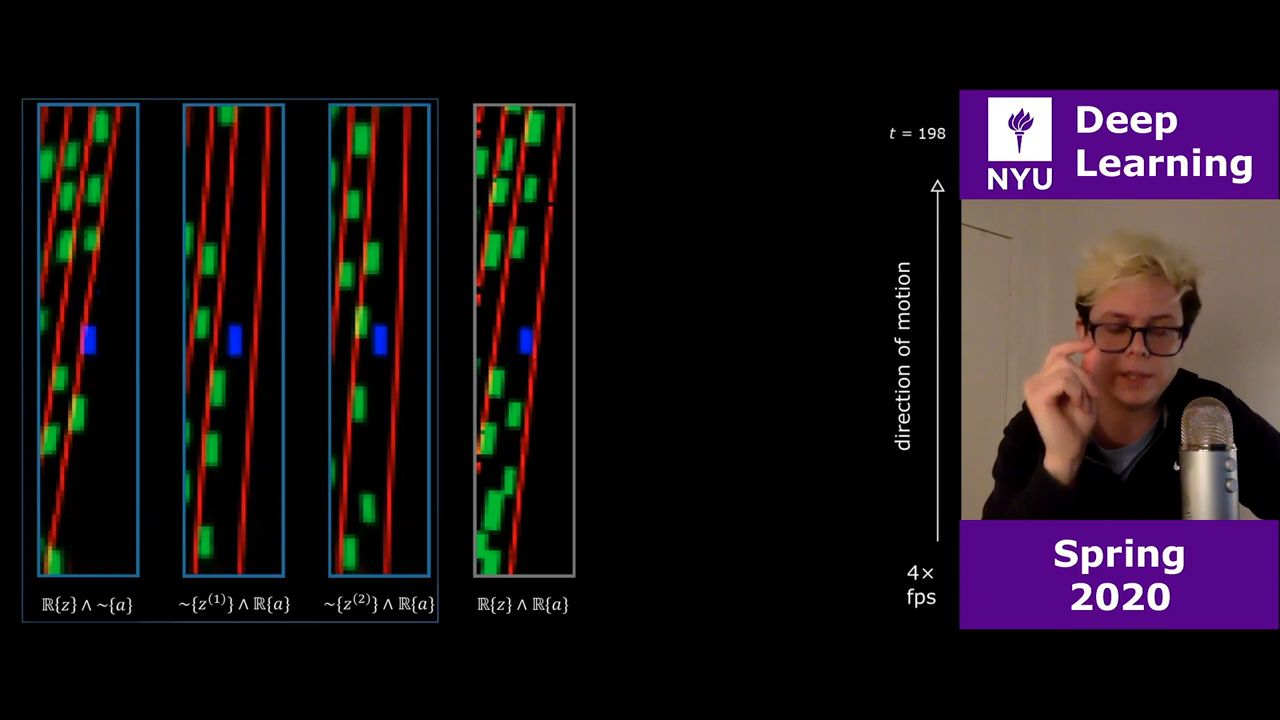 ℝ{z} ∧ ~{a}
~{z⁽¹⁾} ∧ ℝ{a}
~{z⁽²⁾} ∧ ℝ{a}
ℝ{z} ∧ ℝ{a}
t = 198
direction of motion
4×
fps
NYU
Deep
Learning
Spring
2020